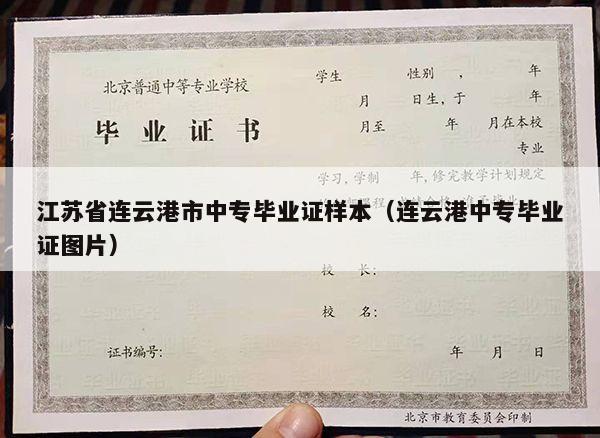 北京普通中等专业学校
毕业证书
学生 性别 ， 年
月 日生，于 年
月至 年 月在本校
专业
学习，学制 年，修完教学计划规定
江苏省连云港市中专毕业证样本（连云港中专毕业
证图片）
校 长：
校 名：
证书编号：
年 月 日
北京市教育委员会印制